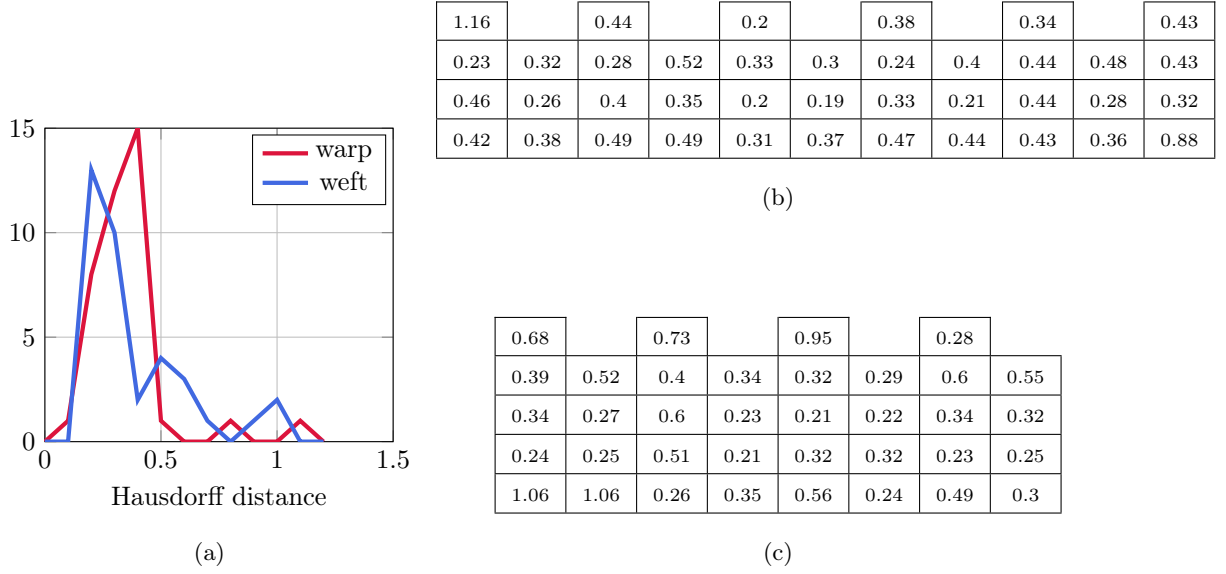 15
10
5
0
0 0.5 1 1.5
warp
weft
Hausdorff distance
(a)
1.16 0.44 0.2 0.38 0.34 0.43
0.23 0.32 0.28 0.52 0.33 0.3 0.24 0.4 0.44 0.48 0.43
0.46 0.26 0.4 0.35 0.2 0.19 0.33 0.21 0.44 0.28 0.32
0.42 0.38 0.49 0.49 0.31 0.37 0.47 0.44 0.43 0.36 0.88
(b)
0.68 0.73 0.95 0.28
0.39 0.52 0.4 0.34 0.32 0.29 0.6 0.55
0.34 0.27 0.6 0.23 0.21 0.22 0.34 0.32
0.24 0.25 0.51 0.21 0.32 0.32 0.23 0.25
1.06 1.06 0.26 0.35 0.56 0.24 0.49 0.3
(c)